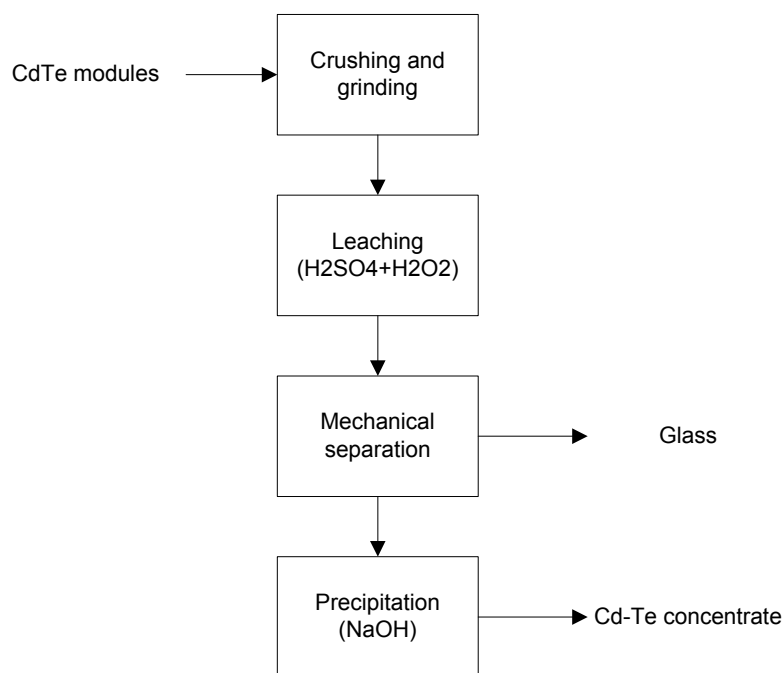 CdTe modules
Crushing and
grinding
Leaching
(H2SO4+H2O2)
Mechanical
separation
Glass
Precipitation
(NaOH)
Cd-Te concentrate